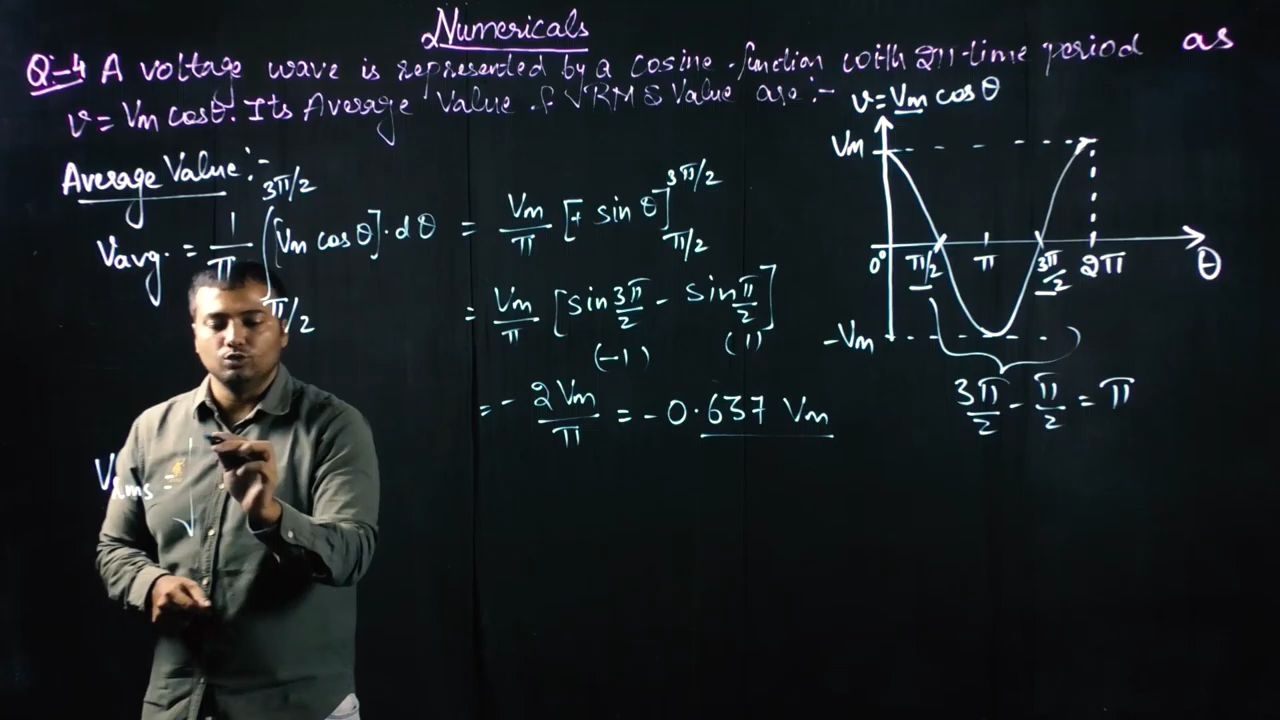 Numericals
Q:-4 A voltage wave is represented by a cosine function with 2π-time period as
v = Vm cosθ. Its Average Value & RMS Value are :-
Average Value :-
Vavg. = 1/π ∫_{π/2}^{3π/2} [Vm cos θ]. dθ = Vm/π [+ sin θ]_{π/2}^{3π/2}
= Vm/π [sin 3π/2 - sin π/2]
(-1) (1)
= - 2Vm/π = - 0.637 Vm
Vrms = √
v = Vm cos θ
Vm
0° π/2 π 3π/2 2π θ
-Vm
3π/2 - π/2 = π